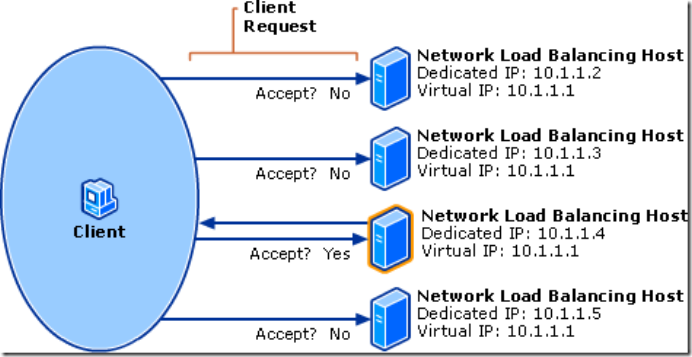 Client
Request
Network Load Balancing Host
Dedicated IP: 10.1.1.2
Virtual IP: 10.1.1.1
Accept? No
Network Load Balancing Host
Dedicated IP: 10.1.1.3
Virtual IP: 10.1.1.1
Accept? No
Client
Network Load Balancing Host
Dedicated IP: 10.1.1.4
Virtual IP: 10.1.1.1
Accept? Yes
Network Load Balancing Host
Dedicated IP: 10.1.1.5
Virtual IP: 10.1.1.1
Accept? No